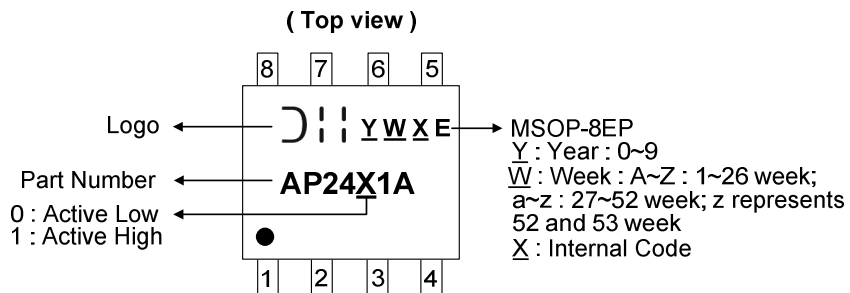 ( Top view )
8 7 6 5
Logo
Y W X E
MSOP-8EP
Y : Year : 0~9
W : Week : A~Z : 1~26 week;
a~z : 27~52 week; z represents
52 and 53 week
X : Internal Code
Part Number
AP24X1A
0 : Active Low
1 : Active High
1 2 3 4